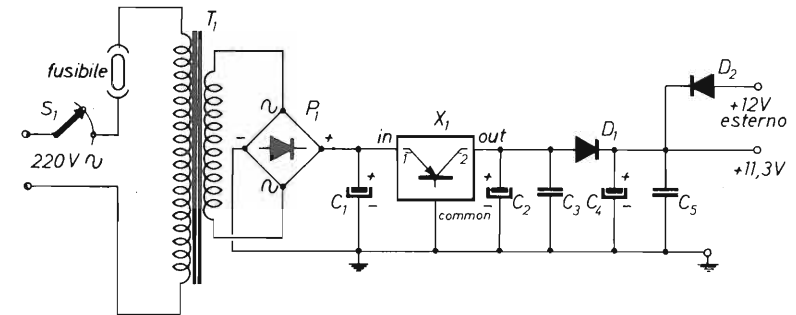 T1
fusibile
S1
220V ~
~
P1
-
+
~
in
X1
out
1
2
common
+
-
C1
+
-
C2
C3
D1
+
-
C4
C5
D2
+12V
esterno
+11,3V